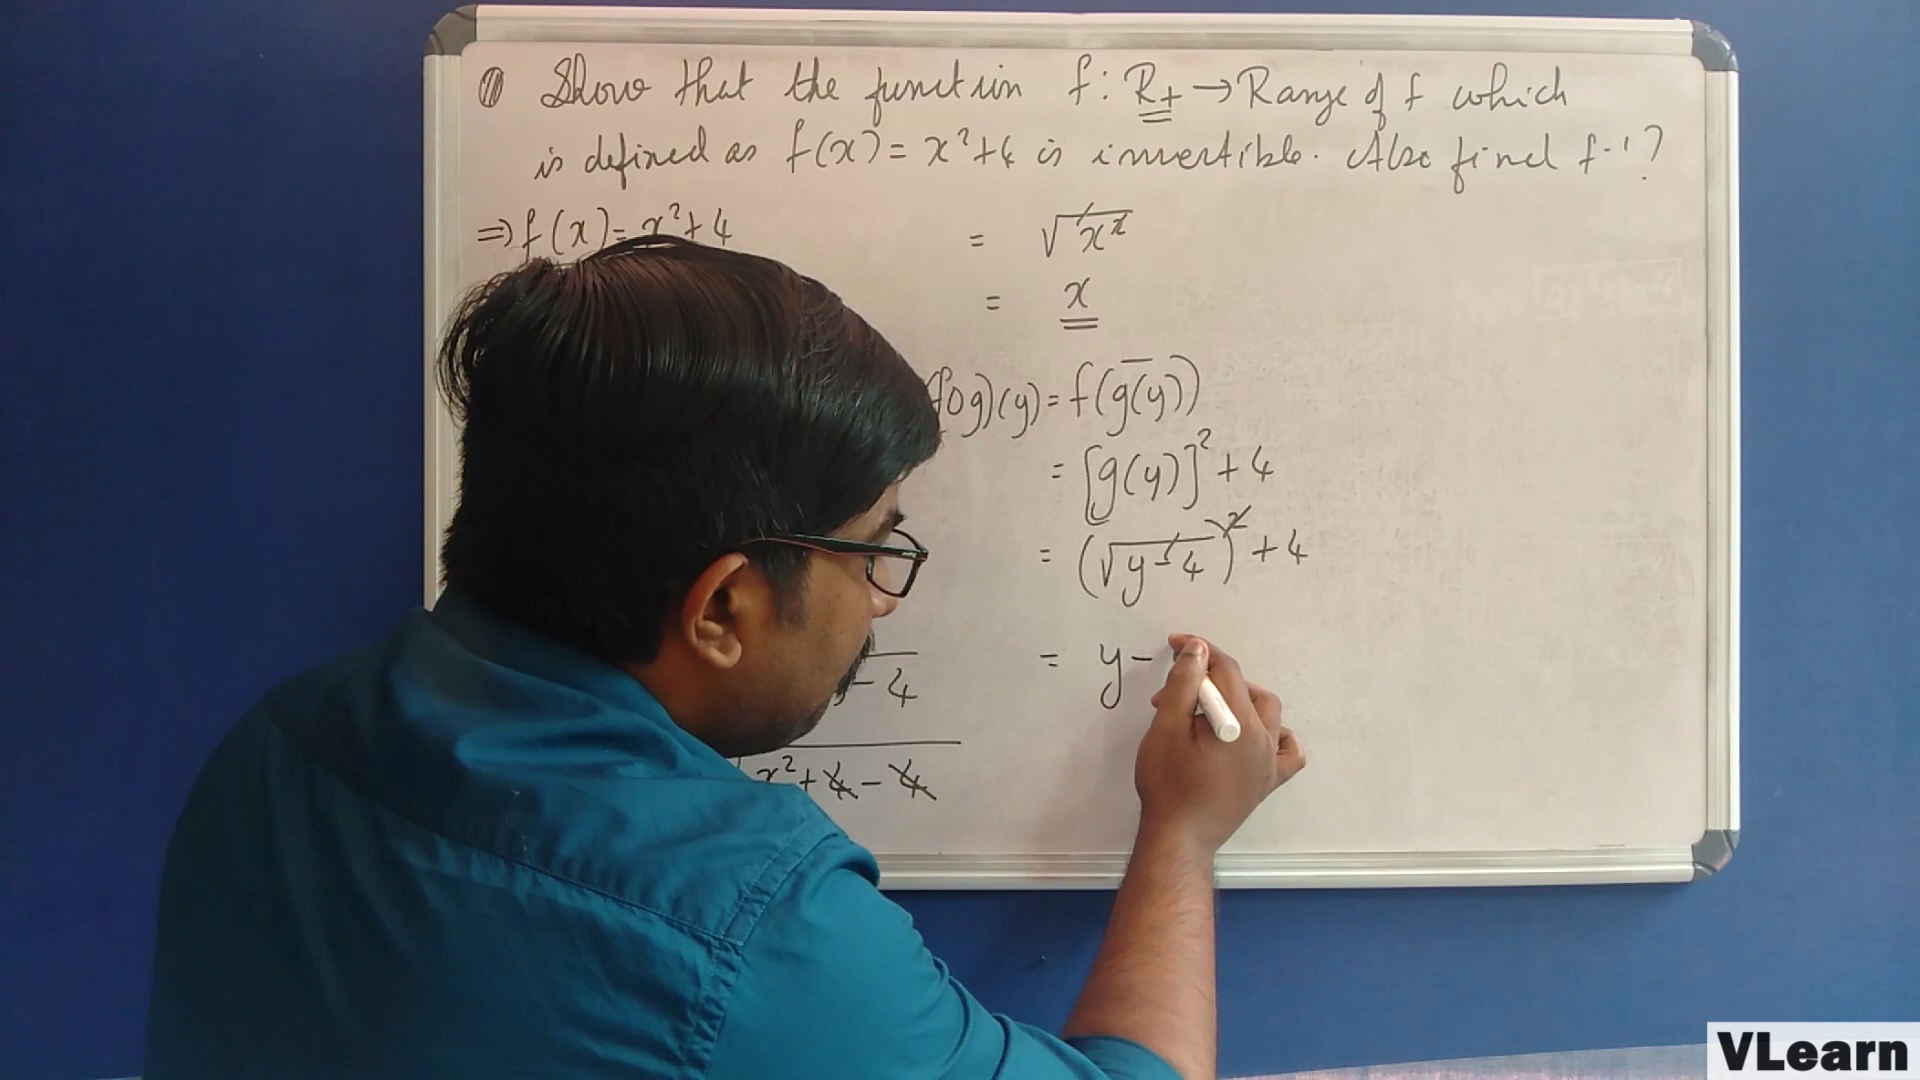 Show that the function f: R+ → Range of f which
is defined as f(x) = x²+4 is invertible. Also find f⁻¹?
⇒ f(x) = x²+4
- 4
x² + 4 - 4
= √x²
= x
fog)(y) = f(g(y))
= [g(y)]² + 4
= (√y-4)² + 4
= y -
VLearn